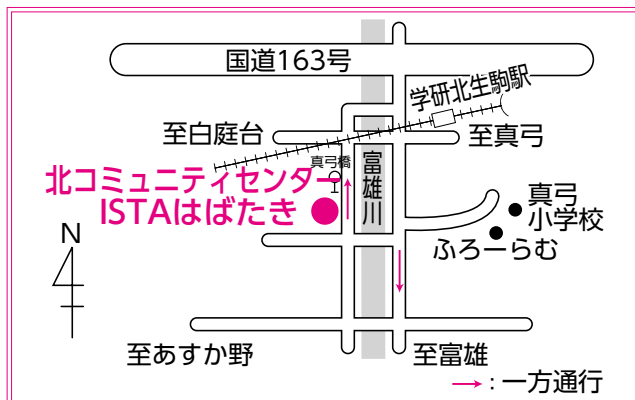 国道163号
学研北生駒駅
至白庭台
至真弓
真弓橋
北コミュニティセンター
ISTAはばたき
富雄川
真弓
小学校
ふろーらむ
N
至あすか野
至富雄
→：一方通行